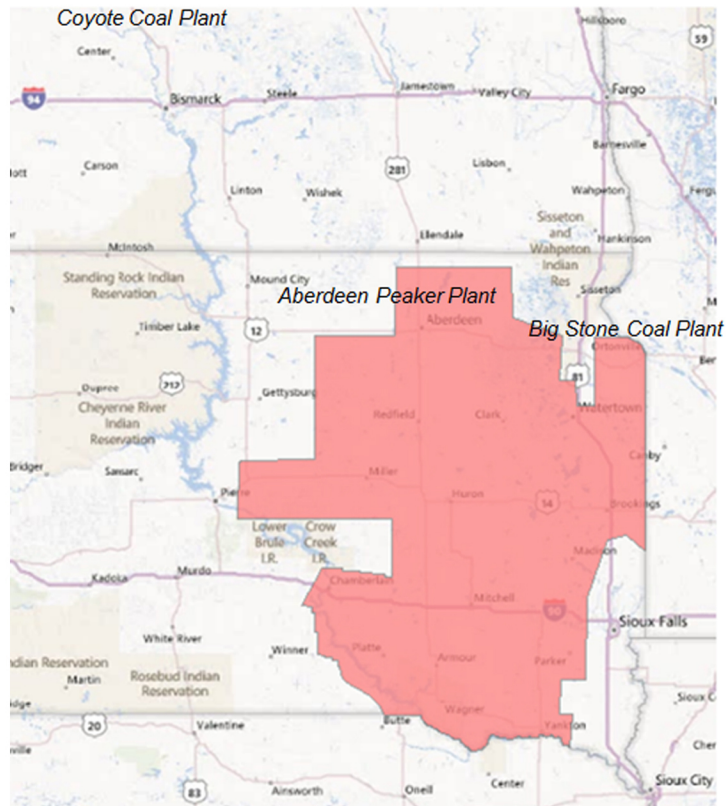 Coyote Coal Plant
Hillsboro
59
Center
94
Bismarck
Steele
Jamestown
Valley City
Fargo
Barnesville
Carson
281
Lisbon
Linton
Wishek
Wahpeton
Ellendale
Sisseton
and
Wahpeton
Indian
Res
Hankinson
McIntosh
Standing Rock Indian
Reservation
Mound City
Sisseton
Aberdeen Peaker Plant
Timber Lake
12
Aberdeen
Big Stone Coal Plant
Ortonville
Dupree
212
Gettysburg
81
Cheyenne River
Indian
Reservation
Redfield
Clark
Watertown
Canby
Bridger
Miller
Pierre
Huron
14
Brookings
Lower
Brule
I.R.
Crow
Creek
I.R.
Madison
Kadoka
Murdo
Chamberlain
Mitchell
90
Sioux Falls
White River
Winner
Platte
Armour
Parker
ndian Reservation
Martin
Rosebud Indian
Reservation
Wagner
Yankton
20
Valentine
Butte
83
Ainsworth
Oneill
Center
Sioux City